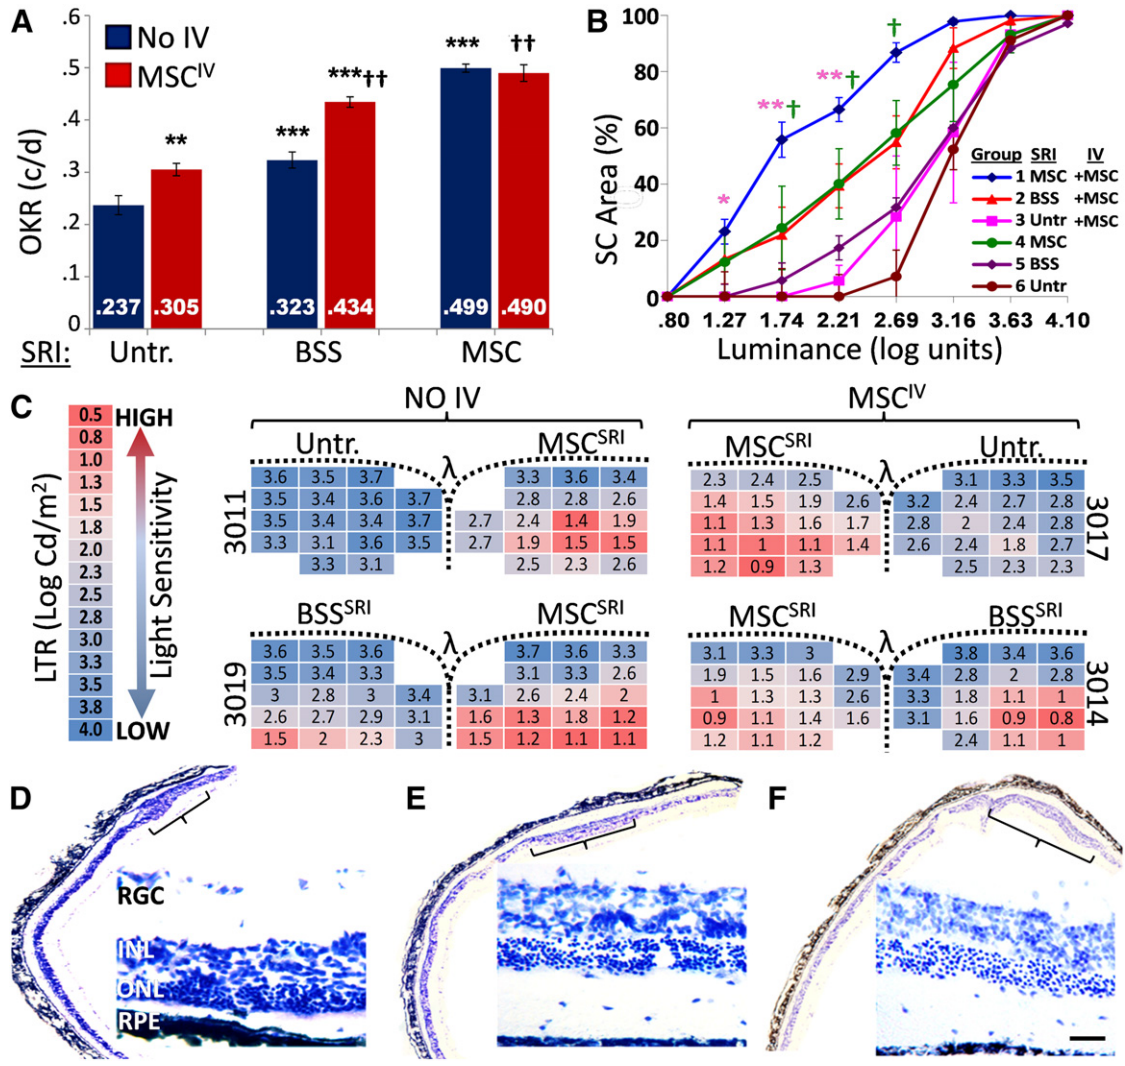 A
.6
.5
.4
.3
.2
.1
0
OKR (c/d)
No IV
MSCIV
**
***
***††
***
††
.237
.305
.323
.434
.499
.490
SRI:
Untr.
BSS
MSC
B
100
80
60
40
20
0
SC Area (%)
*
**†
**†
†
Group SRI IV
1 MSC +MSC
2 BSS +MSC
3 Untr +MSC
4 MSC
5 BSS
6 Untr
.80 1.27 1.74 2.21 2.69 3.16 3.63 4.10
Luminance (log units)
C
LTR (Log Cd/m2)
0.5
0.8
1.0
1.3
1.5
1.8
2.0
2.3
2.5
2.8
3.0
3.3
3.5
3.8
4.0
HIGH
Light Sensitivity
LOW
NO IV
Untr.
λ
MSCSRI
3011
3.6 3.5 3.7 3.3 3.6 3.4
3.5 3.4 3.6 3.7 2.8 2.8 2.6
3.5 3.4 3.4 3.7 2.7 2.4 1.4 1.9
3.3 3.1 3.6 3.5 2.7 1.9 1.5 1.5
3.3 3.1 2.5 2.3 2.6
MSCIV
MSCSRI
λ
Untr.
3017
2.3 2.4 2.5 3.1 3.3 3.5
1.4 1.5 1.9 2.6 3.2 2.4 2.7 2.8
1.1 1.3 1.6 1.7 2.8 2 2.4 2.8
1.1 1 1.1 1.4 2.6 2.4 1.8 2.7
1.2 0.9 1.3 2.5 2.3 2.3
BSSSRI
λ
MSCSRI
3019
3.6 3.5 3.6 3.7 3.6 3.3
3.5 3.4 3.3 3.1 3.3 2.6
3 2.8 3 3.4 3.1 2.6 2.4 2
2.6 2.7 2.9 3.1 1.6 1.3 1.8 1.2
1.5 2 2.3 3 1.5 1.2 1.1 1.1
MSCSRI
λ
BSSSRI
3014
3.1 3.3 3 3.8 3.4 3.6
1.9 1.5 1.6 2.9 3.4 2.8 2 2.8
1 1.3 1.3 2.6 3.3 1.8 1.1 1
0.9 1.1 1.4 1.6 3.1 1.6 0.9 0.8
1.2 1.1 1.2 2.4 1.1 1
D
RGC
INL
ONL
RPE
E
F